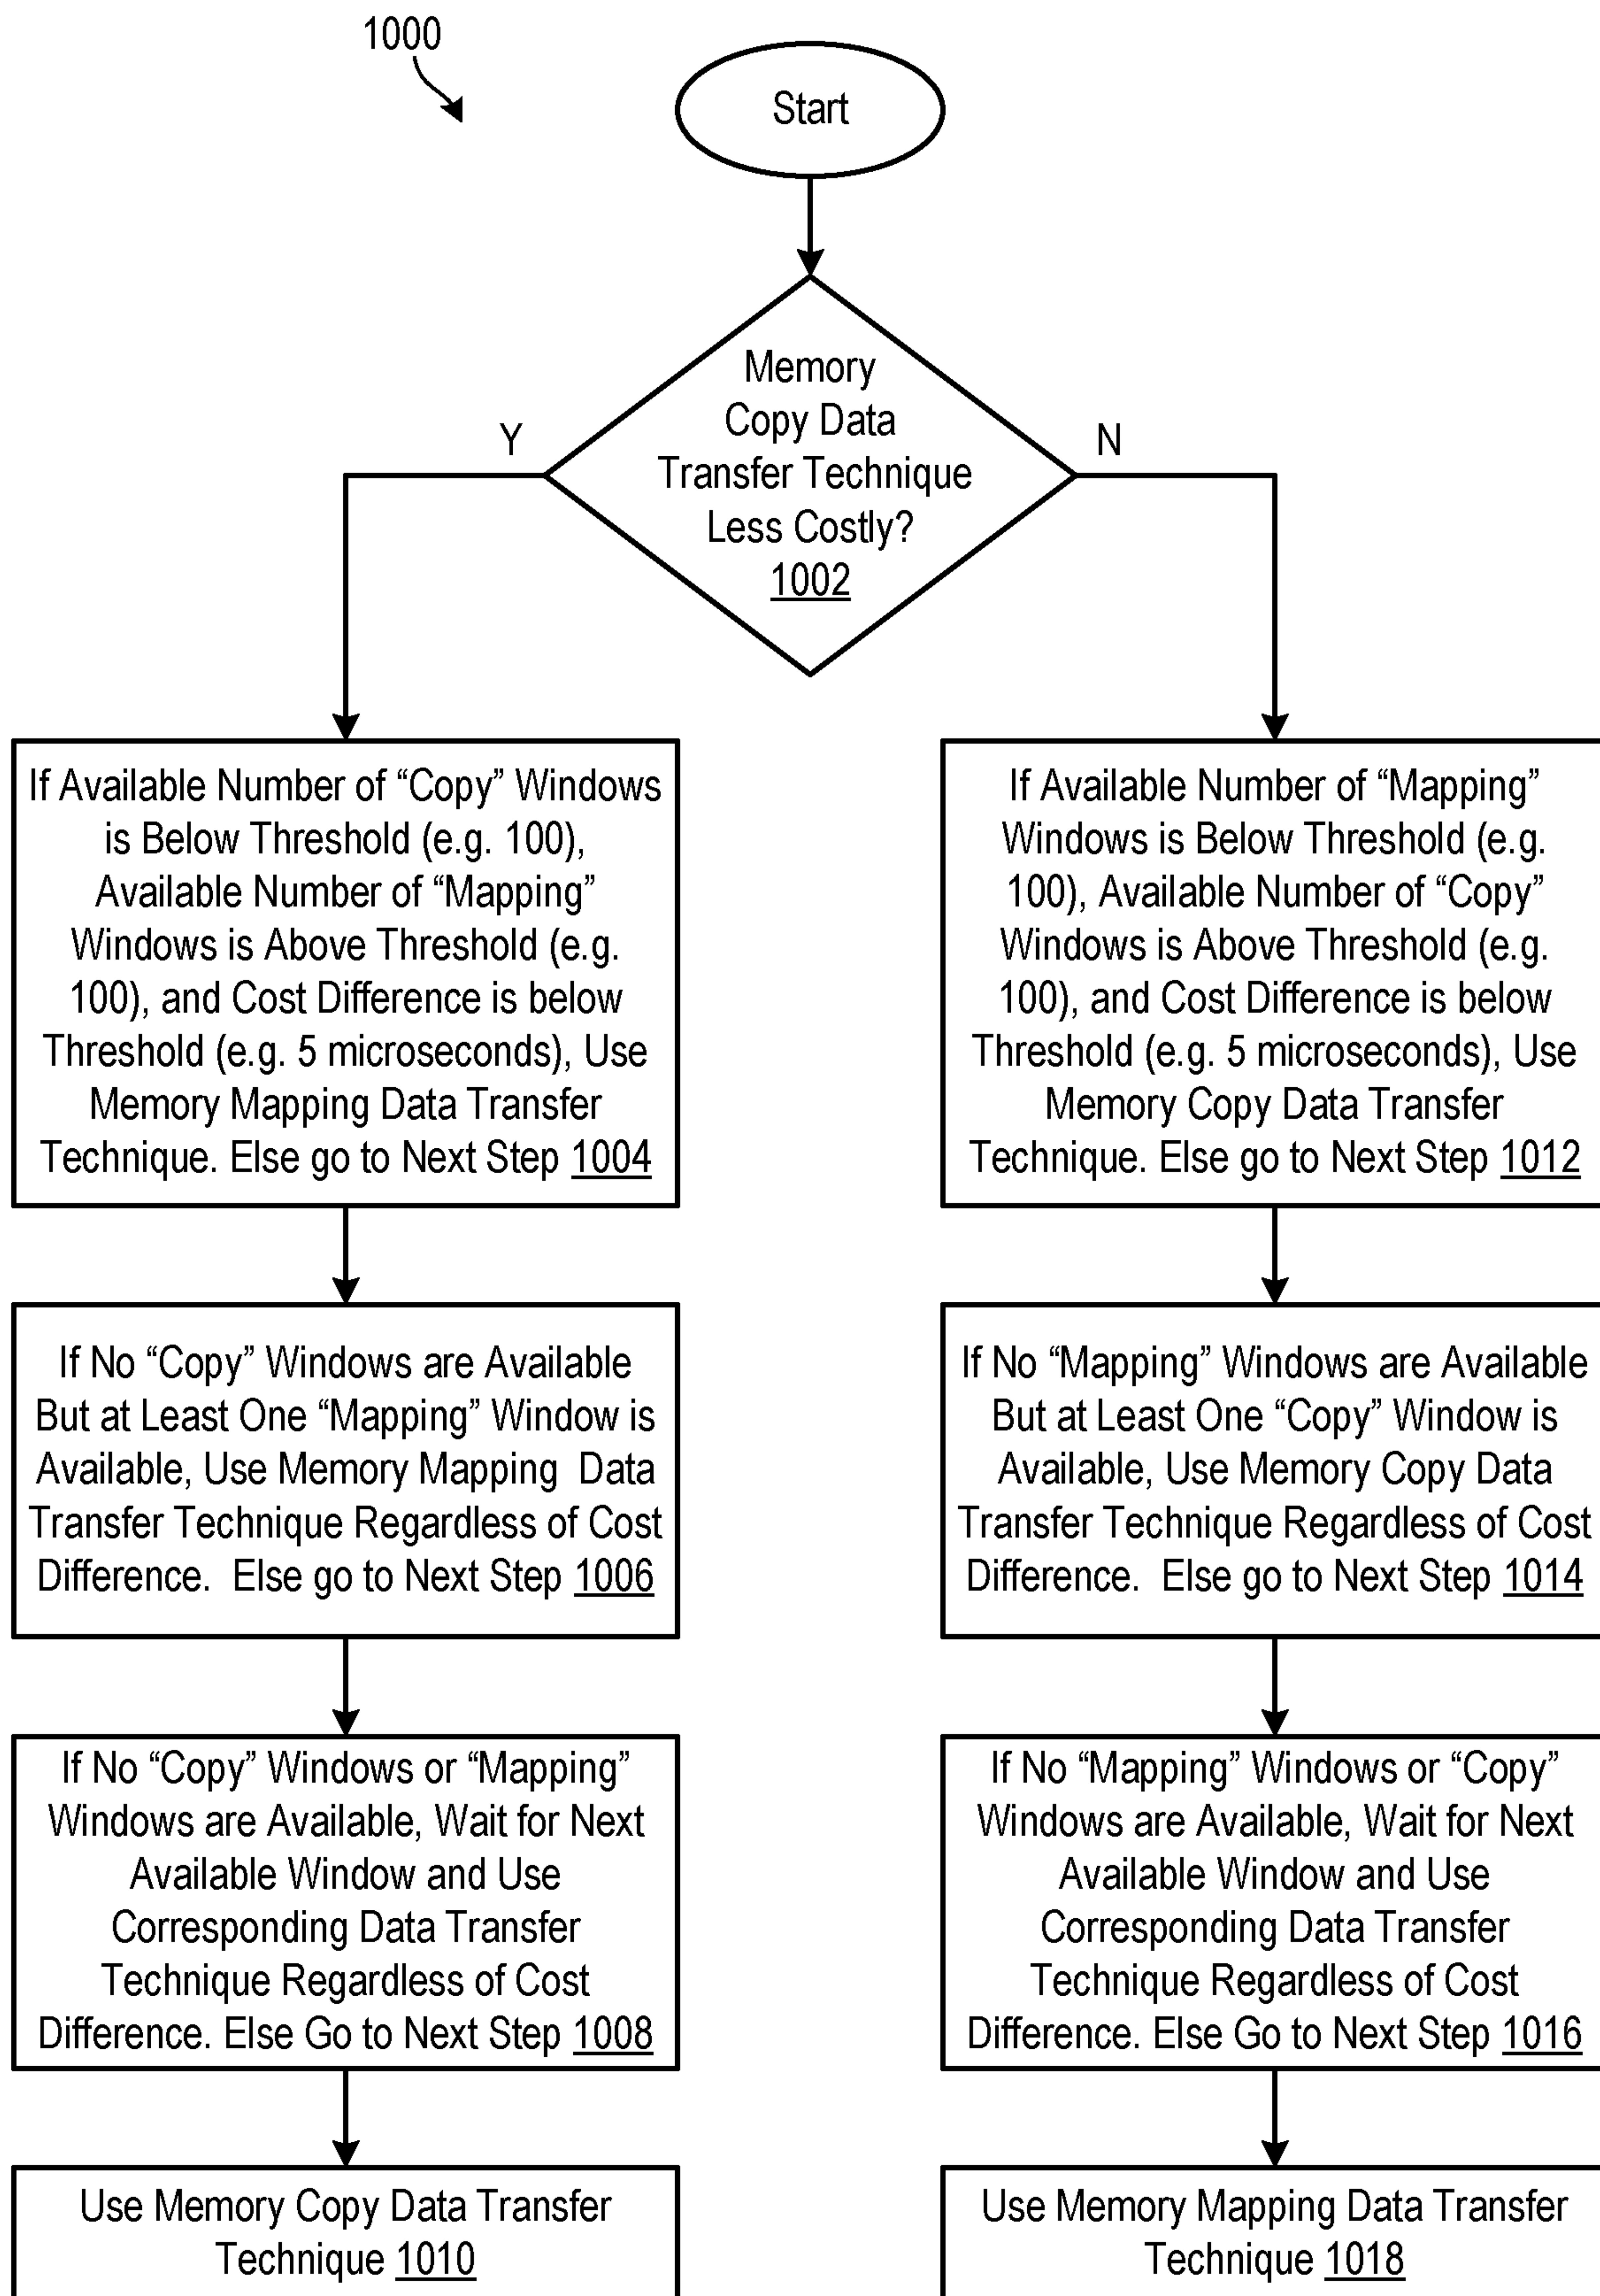 1000
Start
Memory
Copy Data
Transfer Technique
Less Costly?
1002
Y
N
If Available Number of “Copy” Windows
is Below Threshold (e.g. 100),
Available Number of “Mapping”
Windows is Above Threshold (e.g.
100), and Cost Difference is below
Threshold (e.g. 5 microseconds), Use
Memory Mapping Data Transfer
Technique. Else go to Next Step 1004
If No “Copy” Windows are Available
But at Least One “Mapping” Window is
Available, Use Memory Mapping  Data
Transfer Technique Regardless of Cost
Difference.  Else go to Next Step 1006
If No “Copy” Windows or “Mapping”
Windows are Available, Wait for Next
Available Window and Use
Corresponding Data Transfer
Technique Regardless of Cost
Difference. Else Go to Next Step 1008
Use Memory Copy Data Transfer
Technique 1010
If Available Number of “Mapping”
Windows is Below Threshold (e.g.
100), Available Number of “Copy”
Windows is Above Threshold (e.g.
100), and Cost Difference is below
Threshold (e.g. 5 microseconds), Use
Memory Copy Data Transfer
Technique. Else go to Next Step 1012
If No “Mapping” Windows are Available
But at Least One “Copy” Window is
Available, Use Memory Copy Data
Transfer Technique Regardless of Cost
Difference.  Else go to Next Step 1014
If No “Mapping” Windows or “Copy”
Windows are Available, Wait for Next
Available Window and Use
Corresponding Data Transfer
Technique Regardless of Cost
Difference. Else Go to Next Step 1016
Use Memory Mapping Data Transfer
Technique 1018